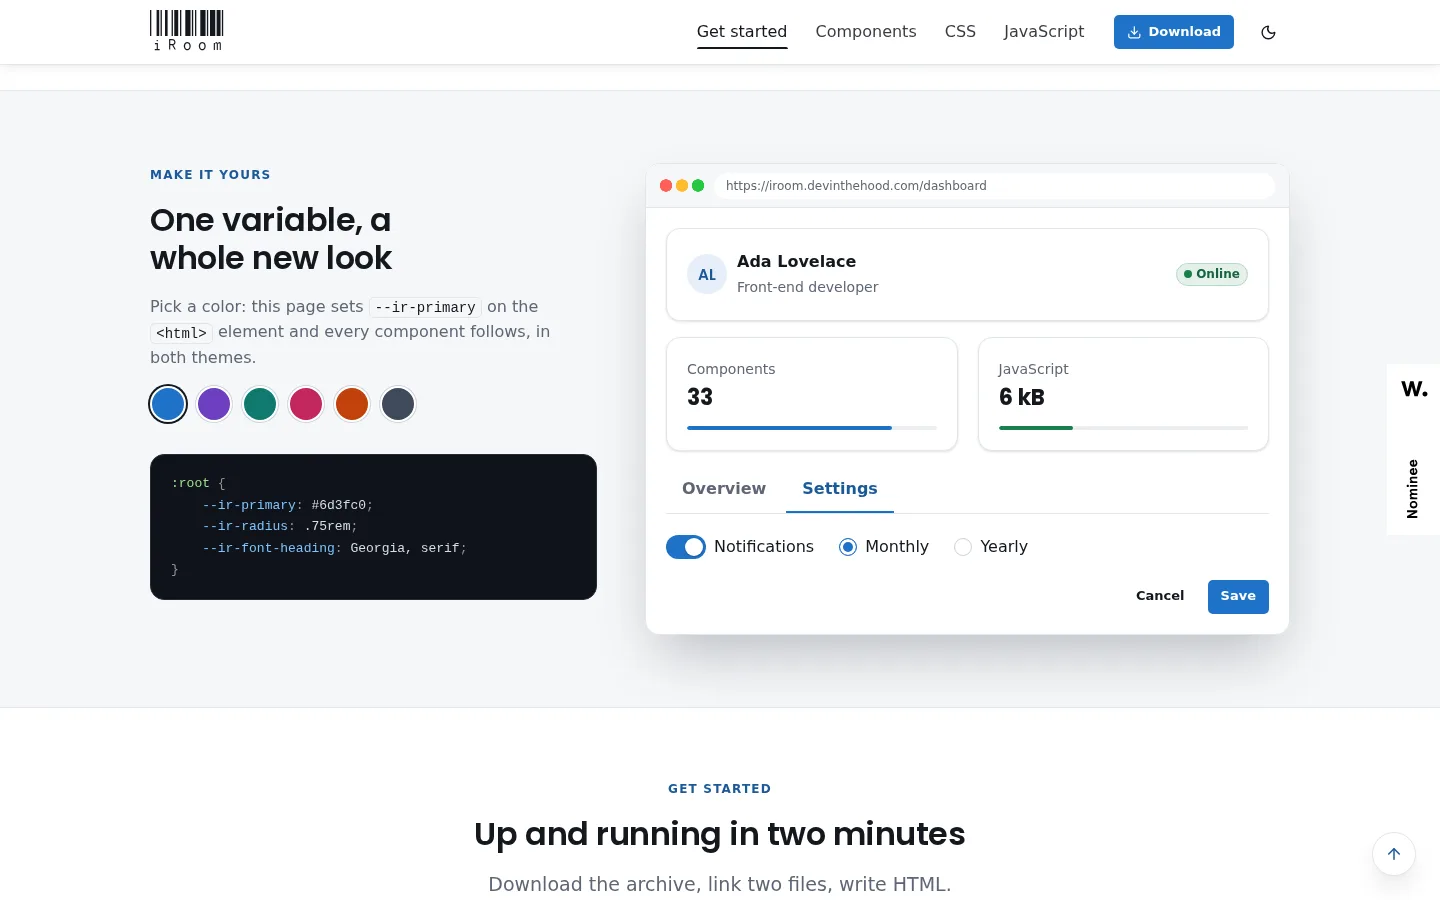 iRoom
Get started
Components
CSS
JavaScript
Download
MAKE IT YOURS
One variable, a
whole new look
Pick a color: this page sets --ir-primary on the
<html> element and every component follows, in
both themes.
:root {
    --ir-primary: #6d3fc0;
    --ir-radius: .75rem;
    --ir-font-heading: Georgia, serif;
}
https://iroom.devinthehood.com/dashboard
AL
Ada Lovelace
Front-end developer
Online
Components
33
JavaScript
6 kB
Overview
Settings
Notifications
Monthly
Yearly
Cancel
Save
W.
Nominee
GET STARTED
Up and running in two minutes
Download the archive, link two files, write HTML.